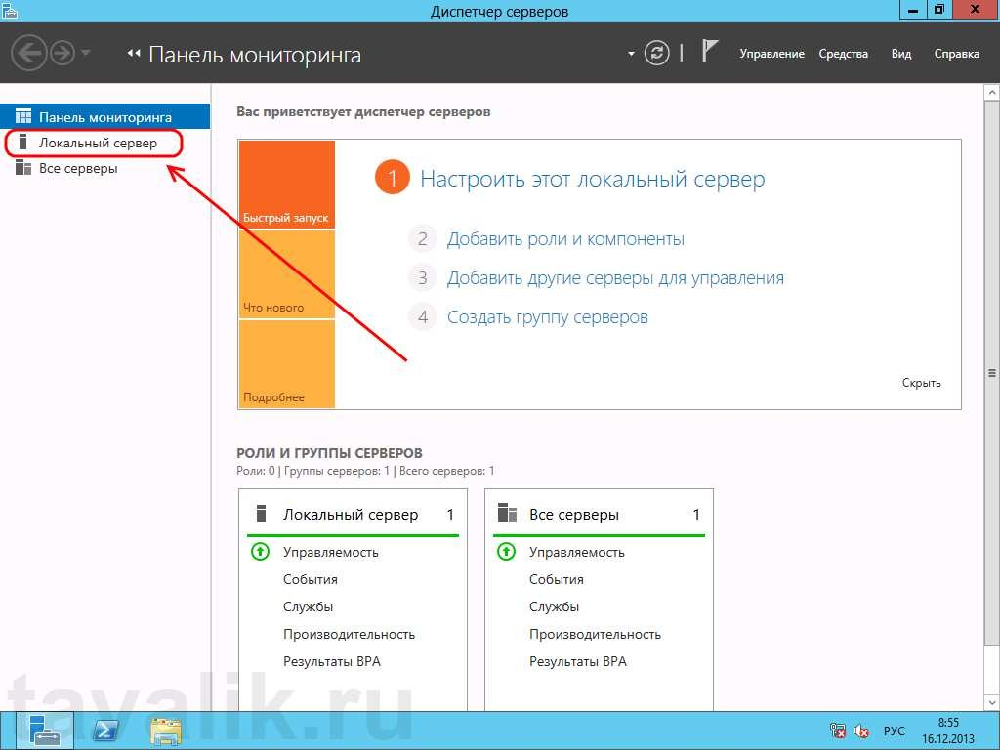 Диспетчер серверов
Панель мониторинга
Управление Средства Вид Справка
Панель мониторинга
Локальный сервер
Все серверы
Вас приветствует диспетчер серверов
Быстрый запуск
Что нового
Подробнее
1 Настроить этот локальный сервер
2 Добавить роли и компоненты
3 Добавить другие серверы для управления
4 Создать группу серверов
Скрыть
РОЛИ И ГРУППЫ СЕРВЕРОВ
Роли: 0 | Группы серверов: 1 | Всего серверов: 1
Локальный сервер 1
Управляемость
События
Службы
Производительность
Результаты BPA
Все серверы 1
Управляемость
События
Службы
Производительность
Результаты BPA
tavalik.ru
РУС
8:55
16.12.2013